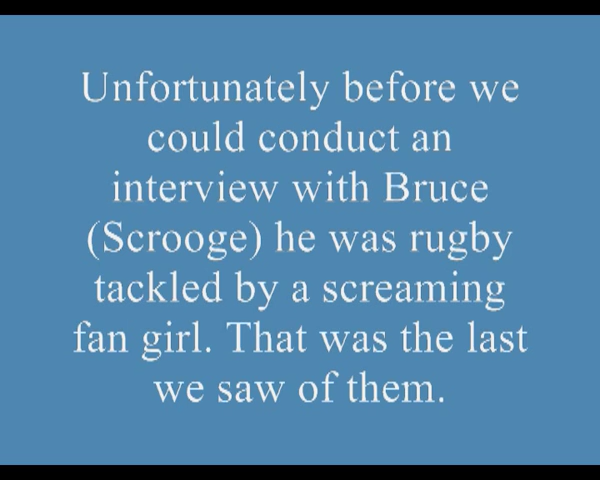 Unfortunately before we
could conduct an
interview with Bruce
(Scrooge) he was rugby
tackled by a screaming
fan girl. That was the last
we saw of them.